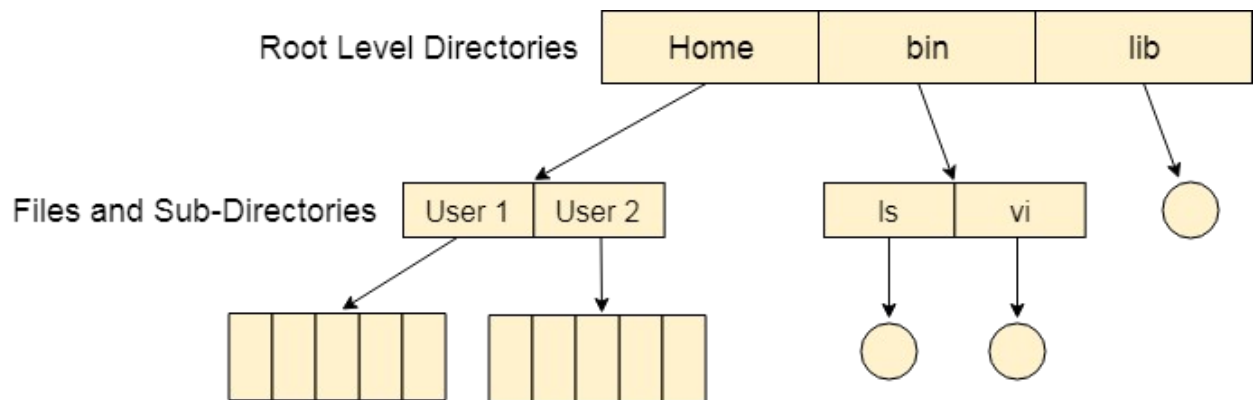 Root Level Directories
Home
bin
lib
Files and Sub-Directories
User 1
User 2
ls
vi